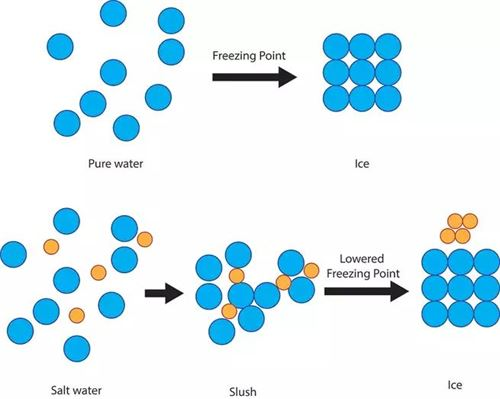 Freezing Point
Pure water
Ice
Lowered
Freezing Point
Salt water
Slush
Ice